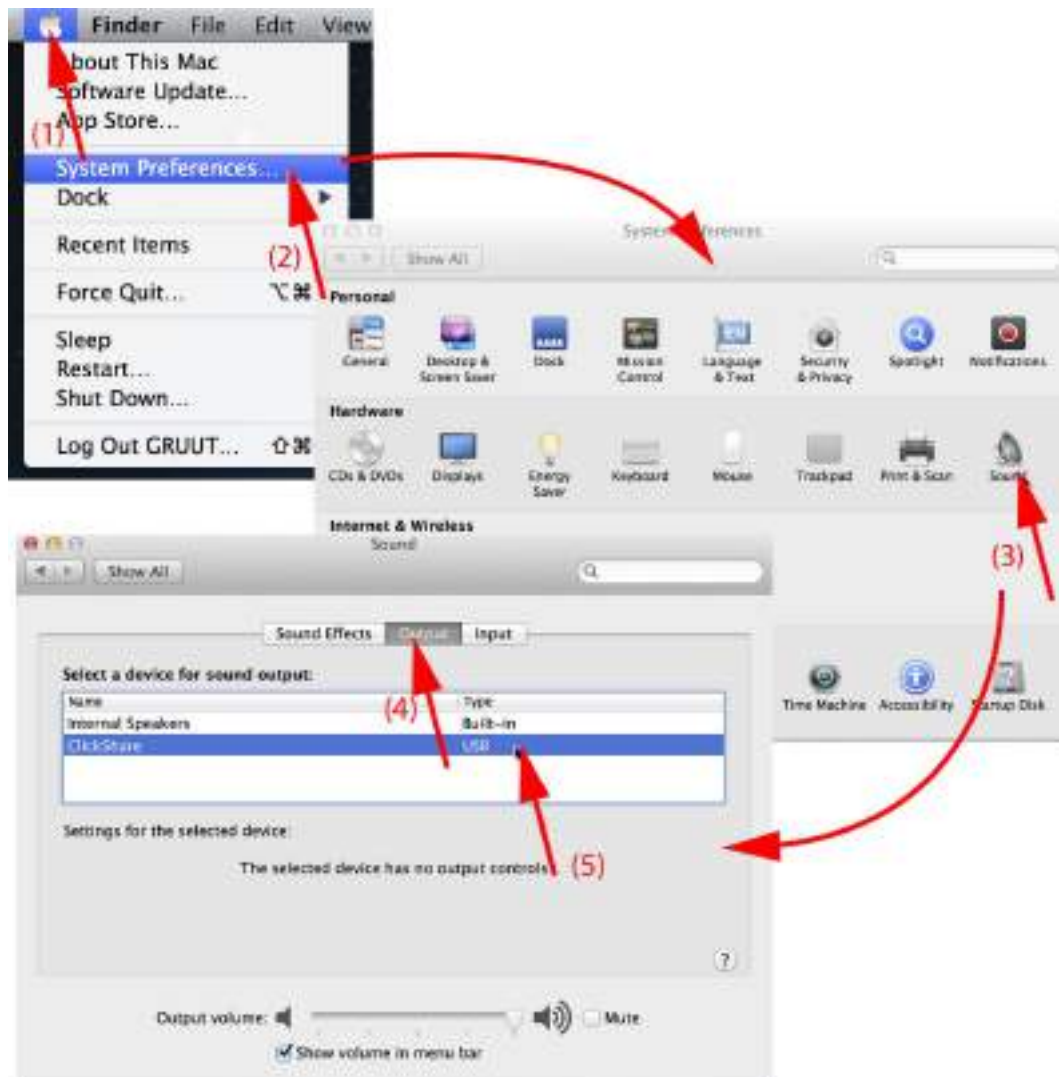 Finder File Edit View
About This Mac
Software Update...
App Store...
(1)
System Preferences...
Dock
Recent Items
(2)
Force Quit... ⌥⌘
Sleep
Restart...
Shut Down...
Log Out GRUUT... ⇧⌘
System Preferences
Show All
Personal
General
Desktop & Screen Saver
Dock
Mission Control
Language & Text
Security & Privacy
Spotlight
Notifications
Hardware
CDs & DVDs
Displays
Energy Saver
Keyboard
Mouse
Trackpad
Print & Scan
Sound
Internet & Wireless
(3)
Time Machine
Accessibility
Startup Disk
Sound
Show All
Sound Effects Output Input
Select a device for sound output:
Name Type
(4)
Internal Speakers Built-in
ClickShare USB
Settings for the selected device:
The selected device has no output controls
(5)
?
Output volume: Mute
Show volume in menu bar